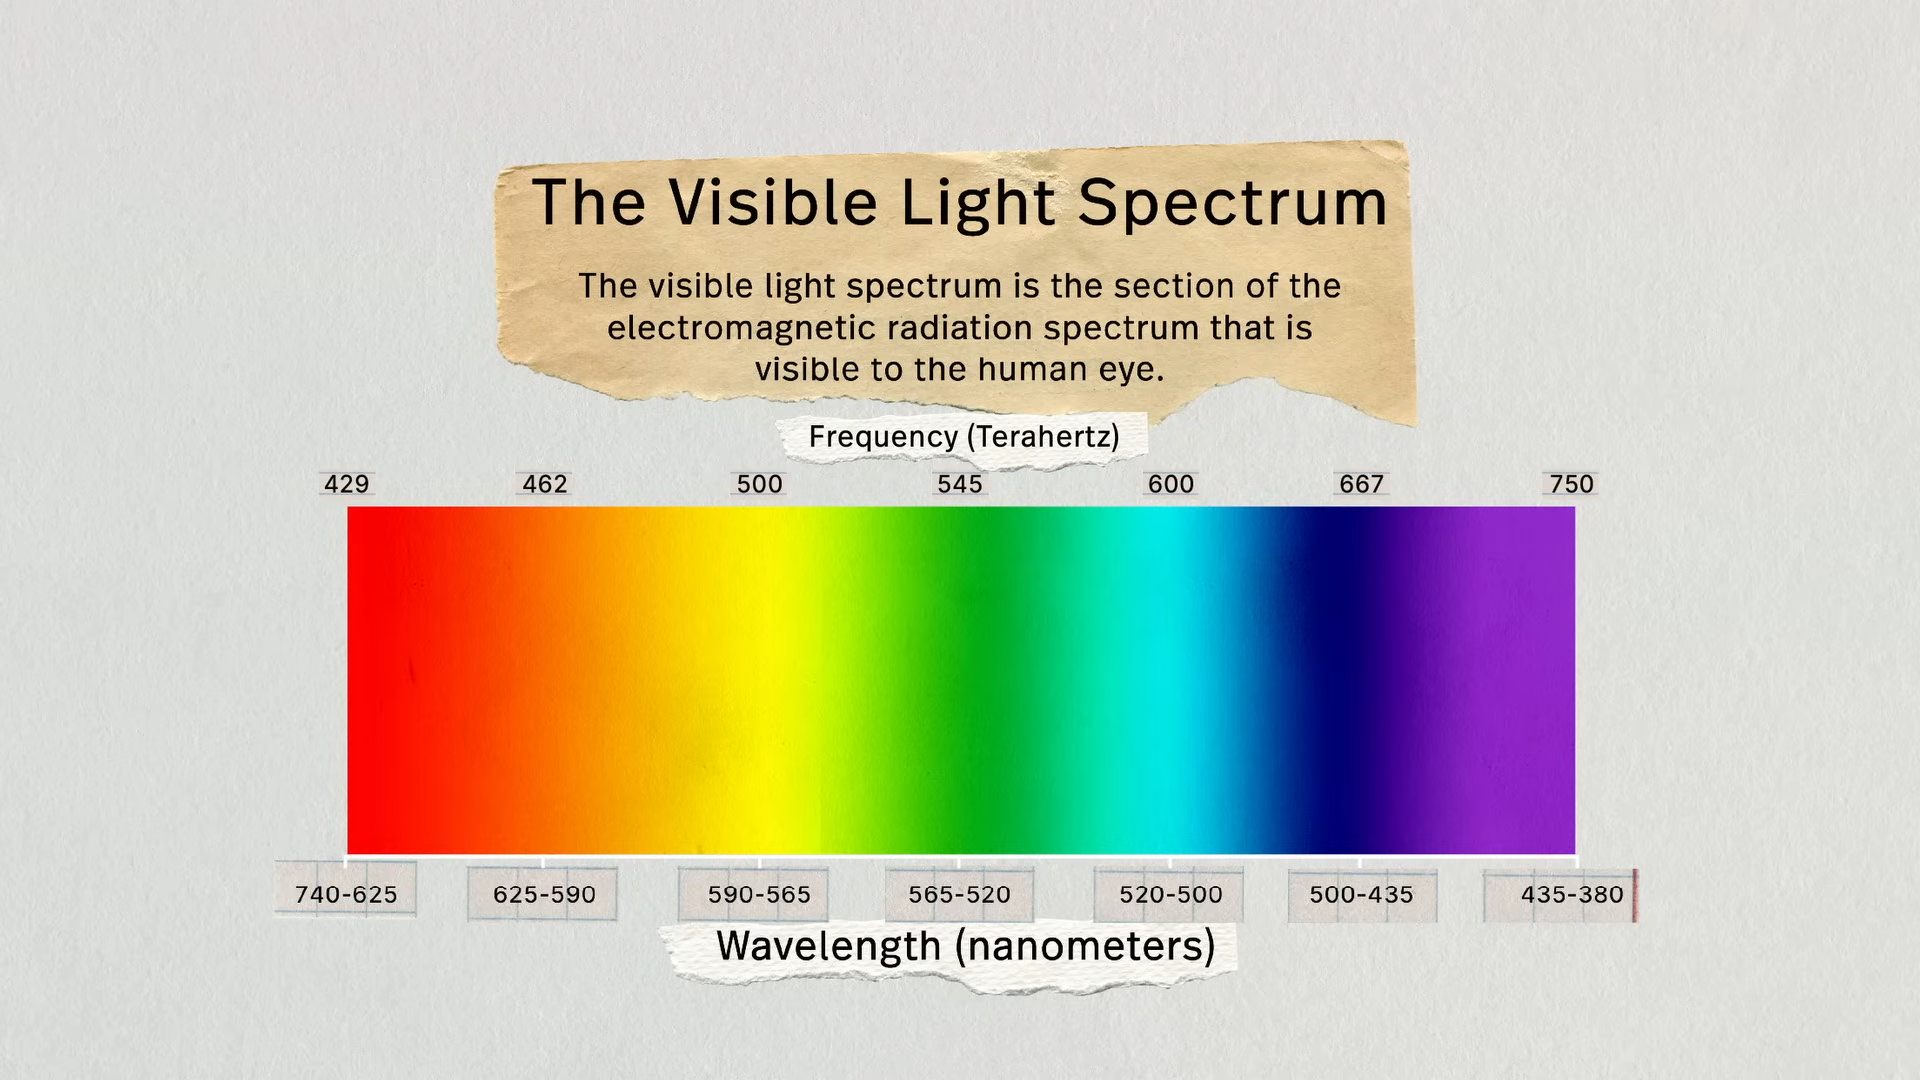 The Visible Light Spectrum
The visible light spectrum is the section of the
electromagnetic radiation spectrum that is
visible to the human eye.
Frequency (Terahertz)
429 462 500 545 600 667 750
740-625 625-590 590-565 565-520 520-500 500-435 435-380
Wavelength (nanometers)